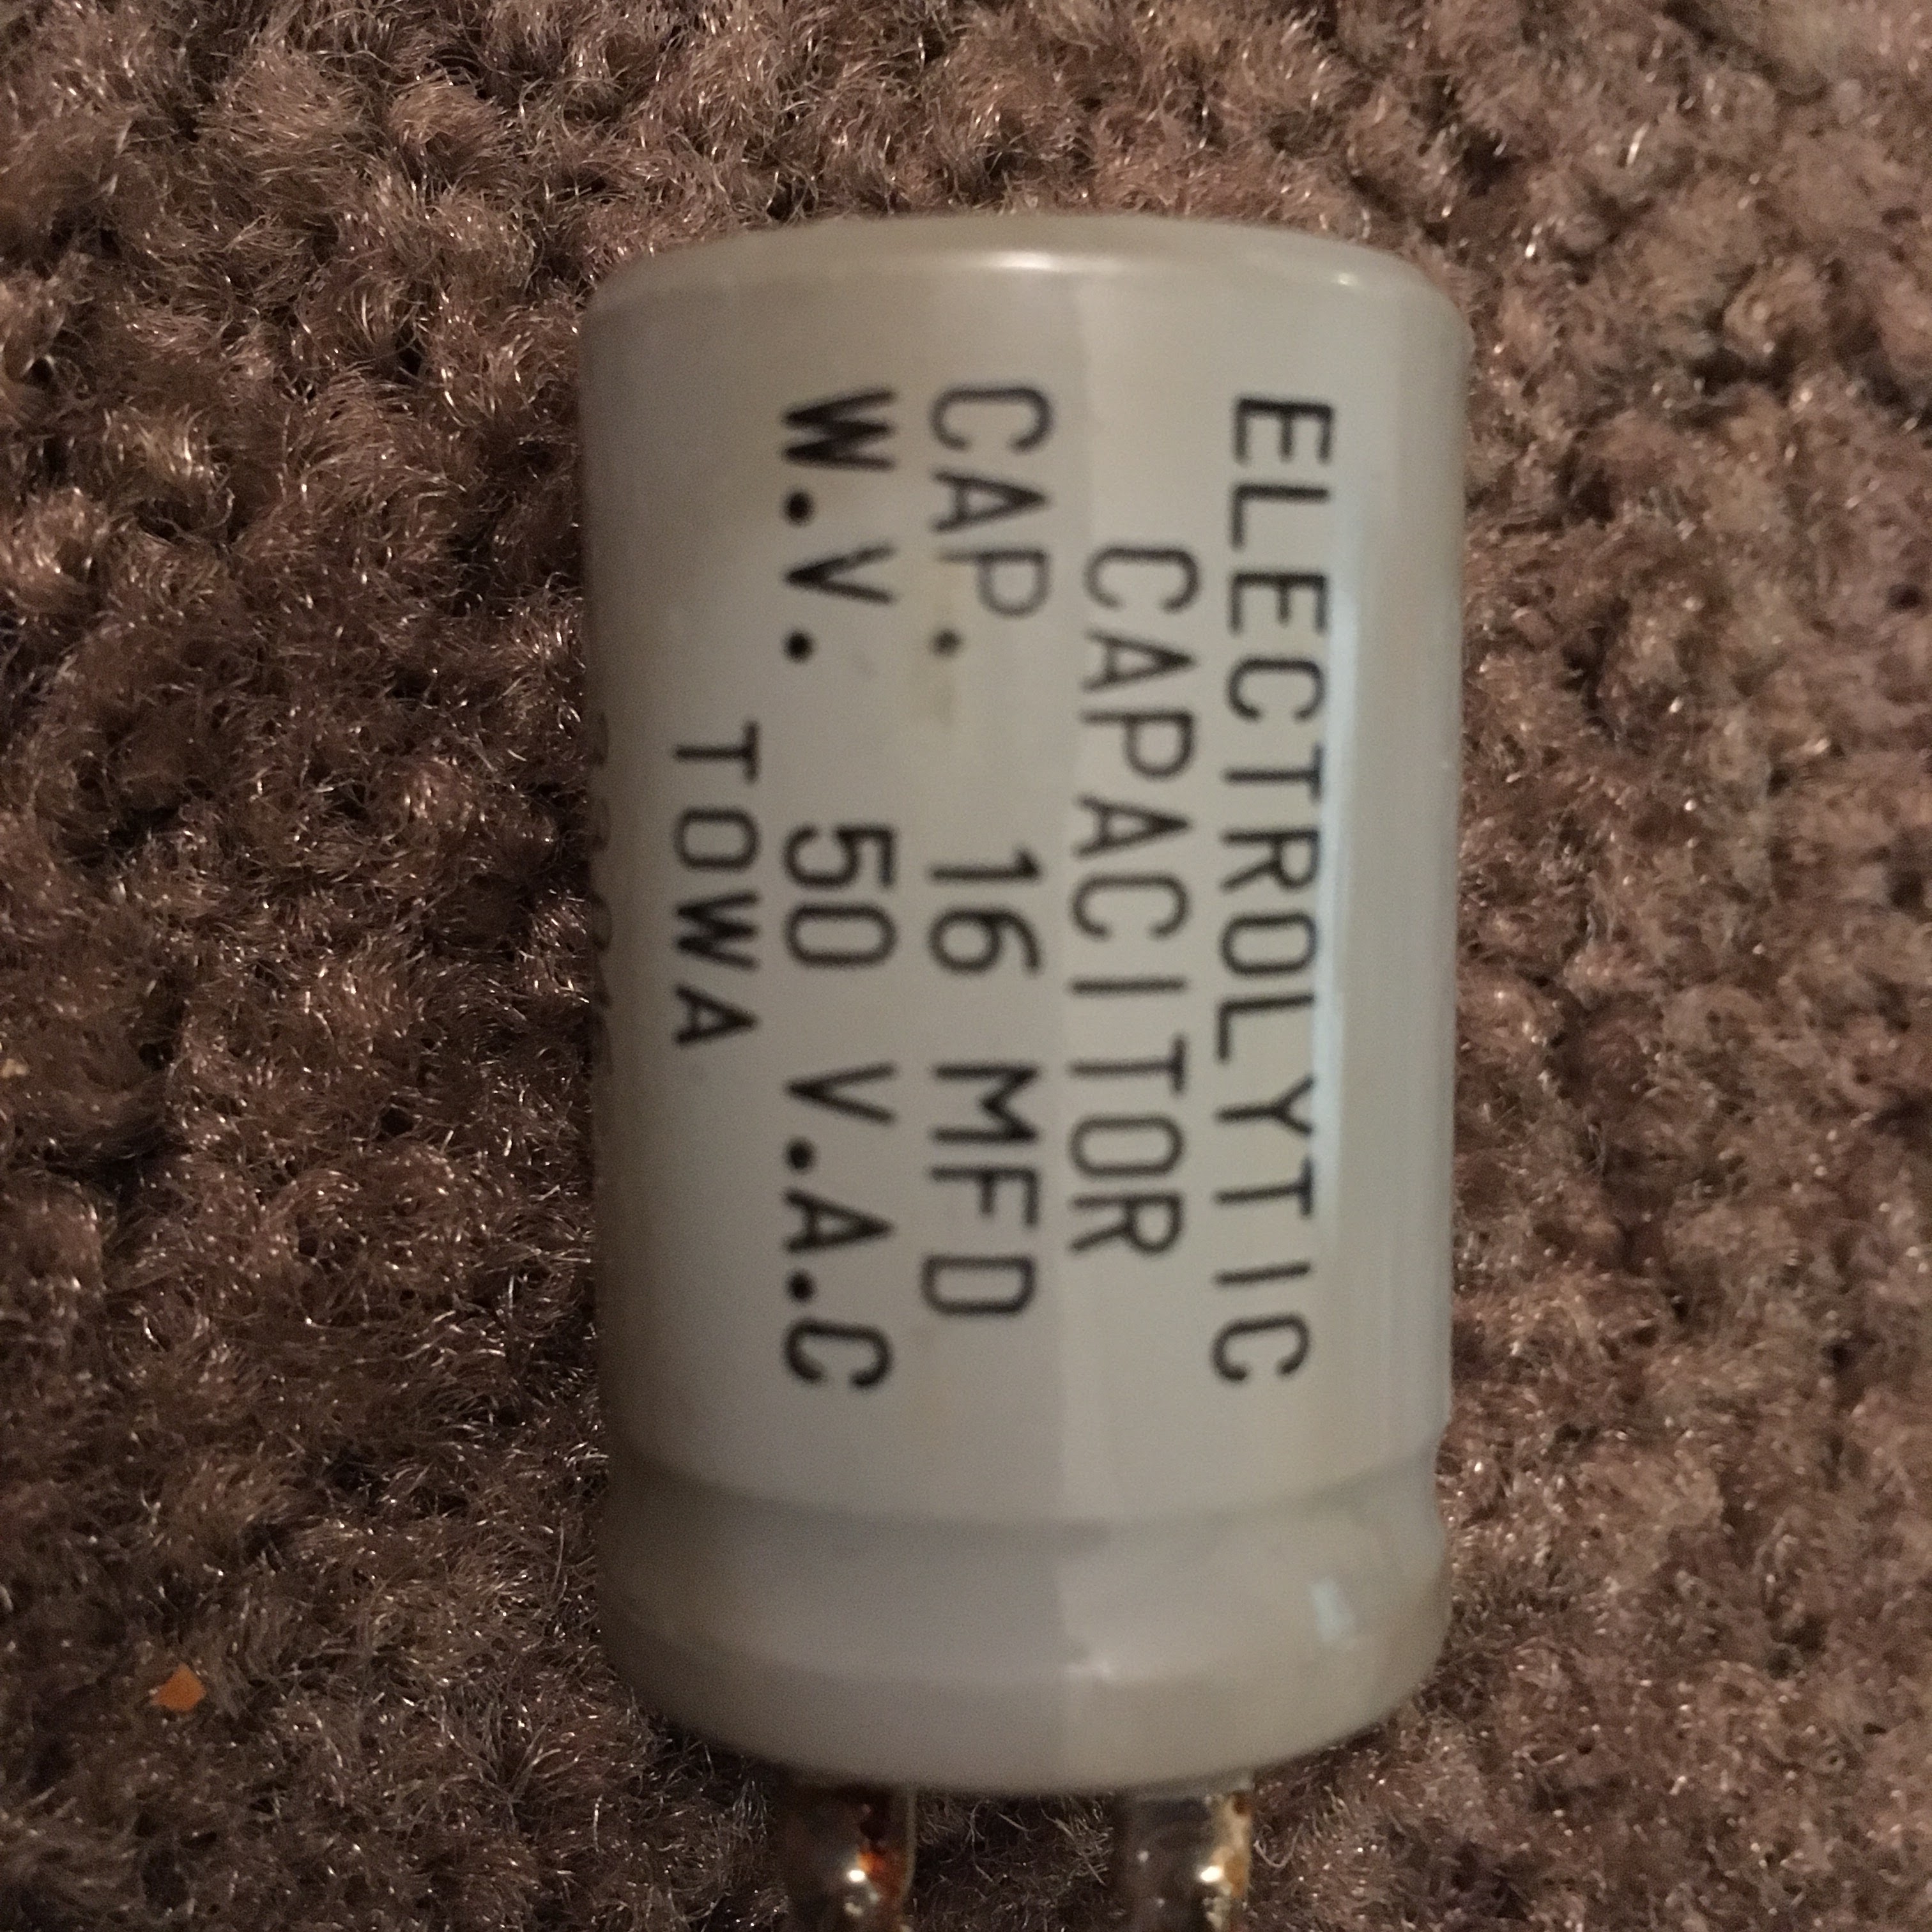 ELECTROLYTIC
CAPACITOR
CAP. 16 MFD
W.V. 50 V.A.C
TOWA